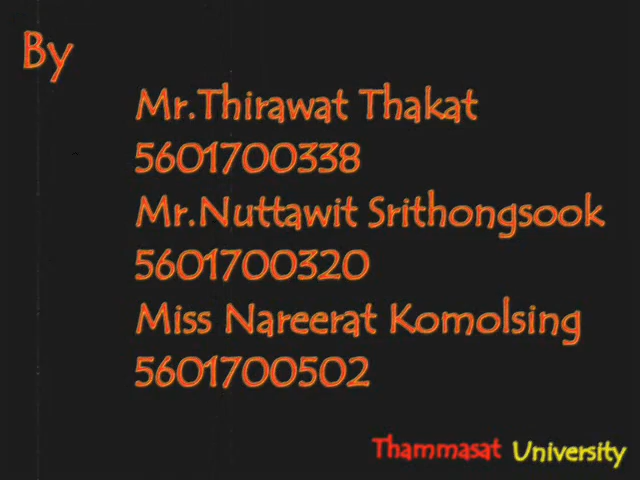 By
Mr.Thirawat Thakat
5601700338
Mr.Nuttawit Srithongsook
5601700320
Miss Nareerat Komolsing
5601700502
Thammasat University